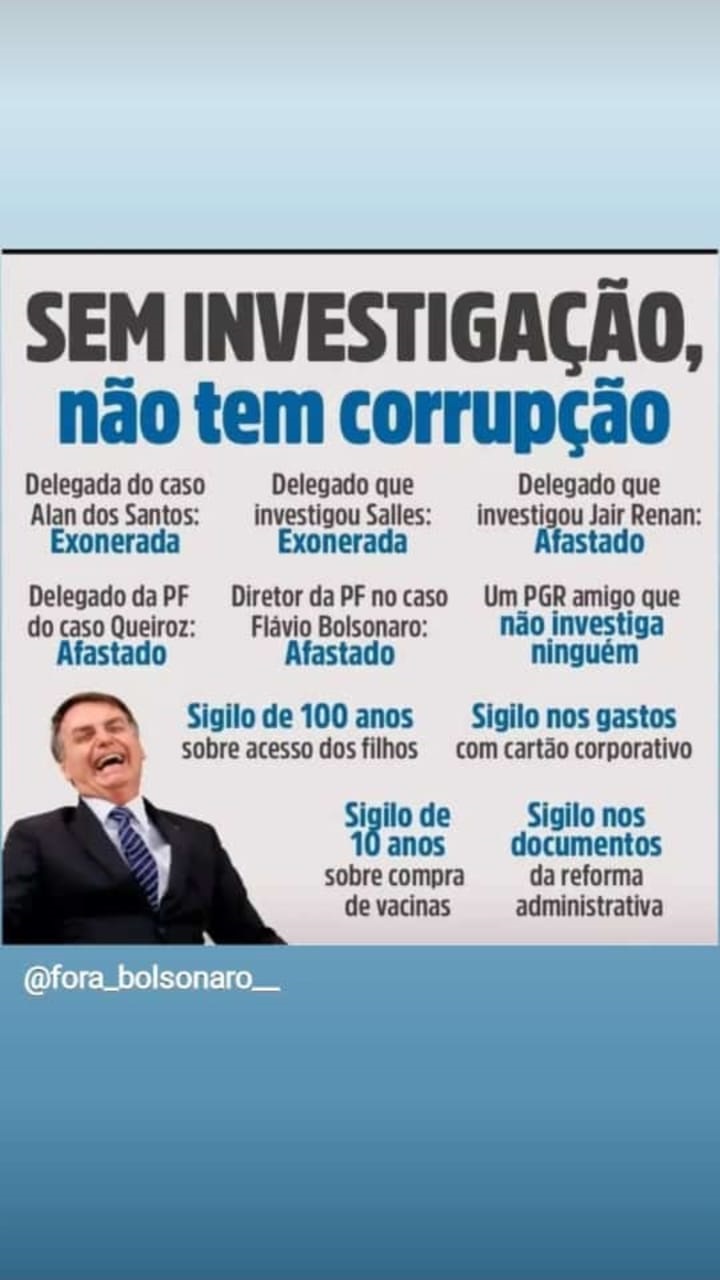 SEM INVESTIGAÇÃO,
não tem corrupção
Delegada do caso
Alan dos Santos:
Exonerada
Delegado que
investigou Salles:
Exonerada
Delegado que
investigou Jair Renan:
Afastado
Delegado da PF
do caso Queiroz:
Afastado
Diretor da PF no caso
Flávio Bolsonaro:
Afastado
Um PGR amigo que
não investiga
ninguém
Sigilo de 100 anos
sobre acesso dos filhos
Sigilo nos gastos
com cartão corporativo
Sigilo de
10 anos
sobre compra
de vacinas
Sigilo nos
documentos
da reforma
administrativa
@fora_bolsonaro__